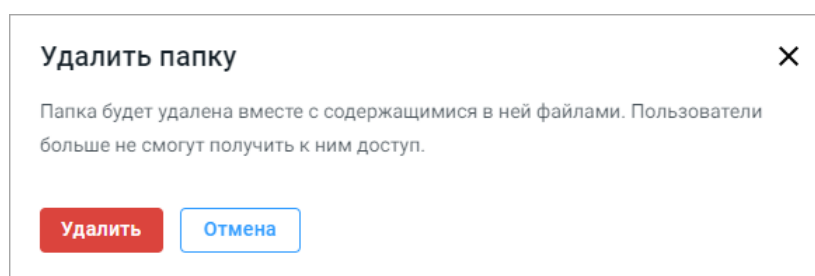 Удалить папку
Папка будет удалена вместе с содержащимися в ней файлами. Пользователи
больше не смогут получить к ним доступ.
Удалить Отмена